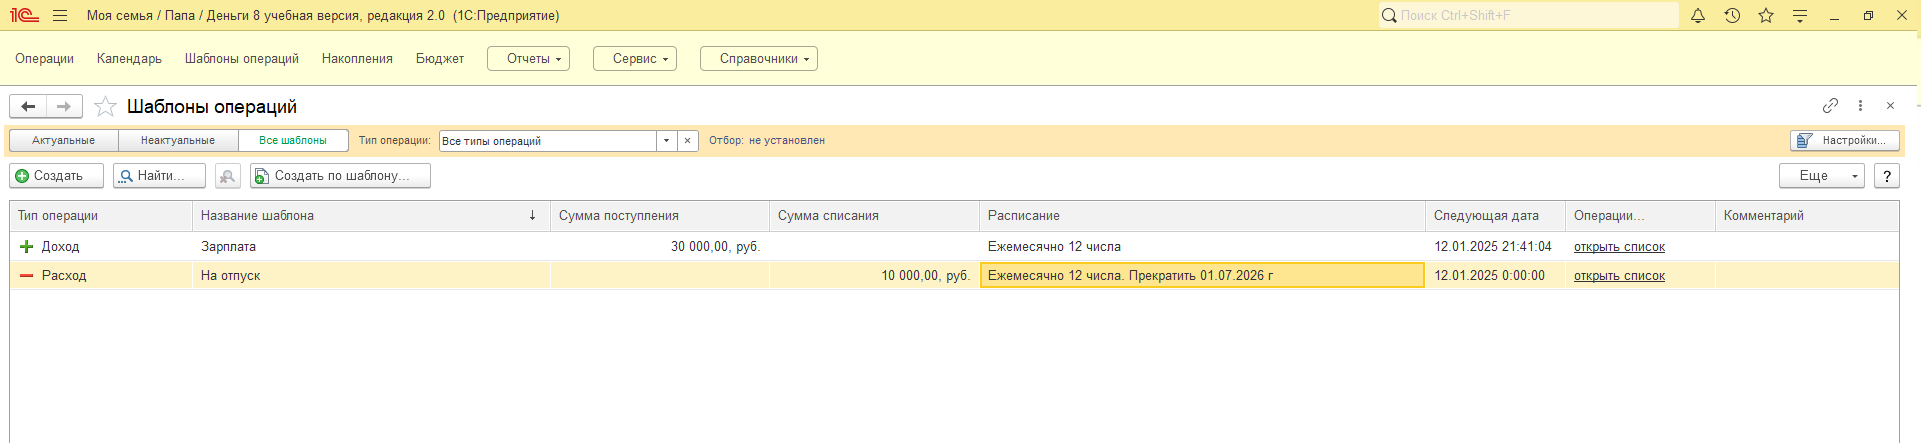 1С Моя семья / Папа / Деньги 8 учебная версия, редакция 2.0 (1С:Предприятие) Поиск Ctrl+Shift+F
Операции Календарь Шаблоны операций Накопления Бюджет Отчеты Сервис Справочники
Шаблоны операций
Актуальные Неактуальные Все шаблоны Тип операции: Все типы операций Отбор: не установлен Настройки...
Создать Найти... Создать по шаблону... Еще ?
Тип операции Название шаблона Сумма поступления Сумма списания Расписание Следующая дата Операции... Комментарий
Доход Зарплата 30 000,00, руб. Ежемесячно 12 числа 12.01.2025 21:41:04 открыть список
Расход На отпуск 10 000,00, руб. Ежемесячно 12 числа. Прекратить 01.07.2026 г 12.01.2025 0:00:00 открыть список